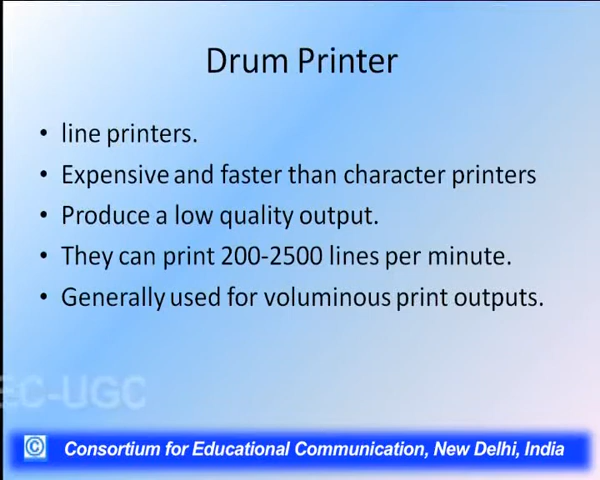 Drum Printer
• line printers.
• Expensive and faster than character printers
• Produce a low quality output.
• They can print 200-2500 lines per minute.
• Generally used for voluminous print outputs.
EC-UGC
© Consortium for Educational Communication, New Delhi, India